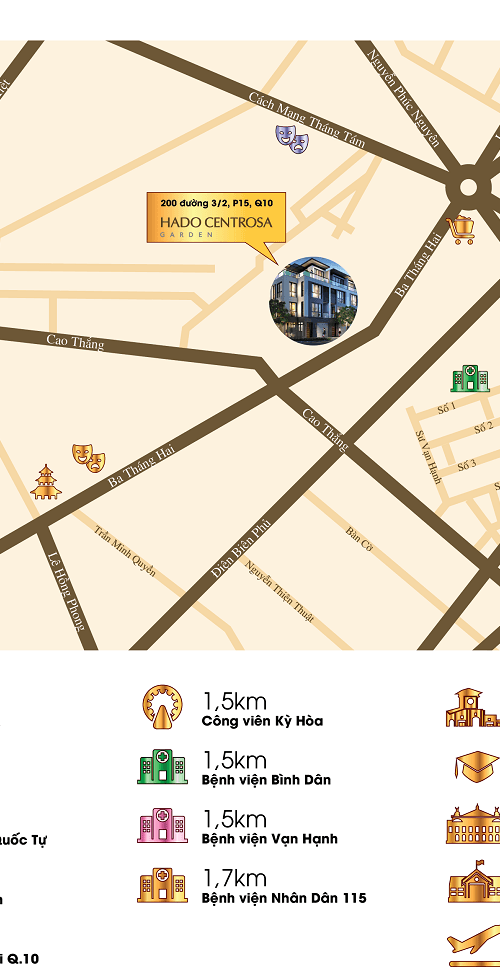 Nguyễn Phúc Nguyên
Cách Mạng Tháng Tám
200 đường 3/2, P15, Q10
HADO CENTROSA
GARDEN
Ba Tháng Hai
Cao Thắng
Số 1
Cao Thắng
Số 2
Sư Vạn Hạnh
Ba Tháng Hai
Số 3
Trần Minh Quyền
Điện Biên Phủ
Bàn Cờ
Lê Hồng Phong
Nguyễn Thiện Thuật
1,5km
Công viên Kỳ Hòa
1,5km
Bệnh viện Bình Dân
1,5km
Bệnh viện Vạn Hạnh
uốc Tự
1,7km
Bệnh viện Nhân Dân 115
i Q.10